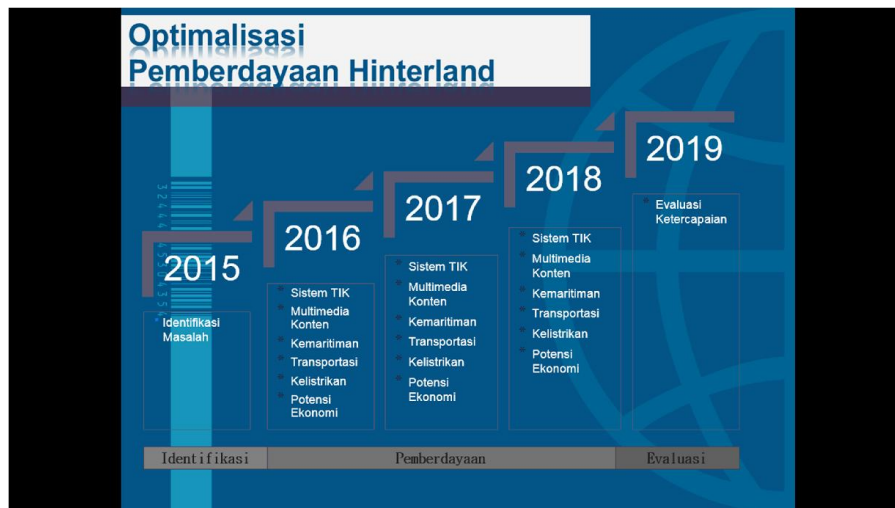 Optimalisasi
Pemberdayaan Hinterland
2015
Identifikasi
Masalah
2016
Sistem TIK
Multimedia
Konten
Kemaritiman
Transportasi
Kelistrikan
Potensi
Ekonomi
2017
Sistem TIK
Multimedia
Konten
Kemaritiman
Transportasi
Kelistrikan
Potensi
Ekonomi
2018
Sistem TIK
Multimedia
Konten
Kemaritiman
Transportasi
Kelistrikan
Potensi
Ekonomi
2019
Evaluasi
Ketercapaian
Identifikasi
Pemberdayaan
Evaluasi